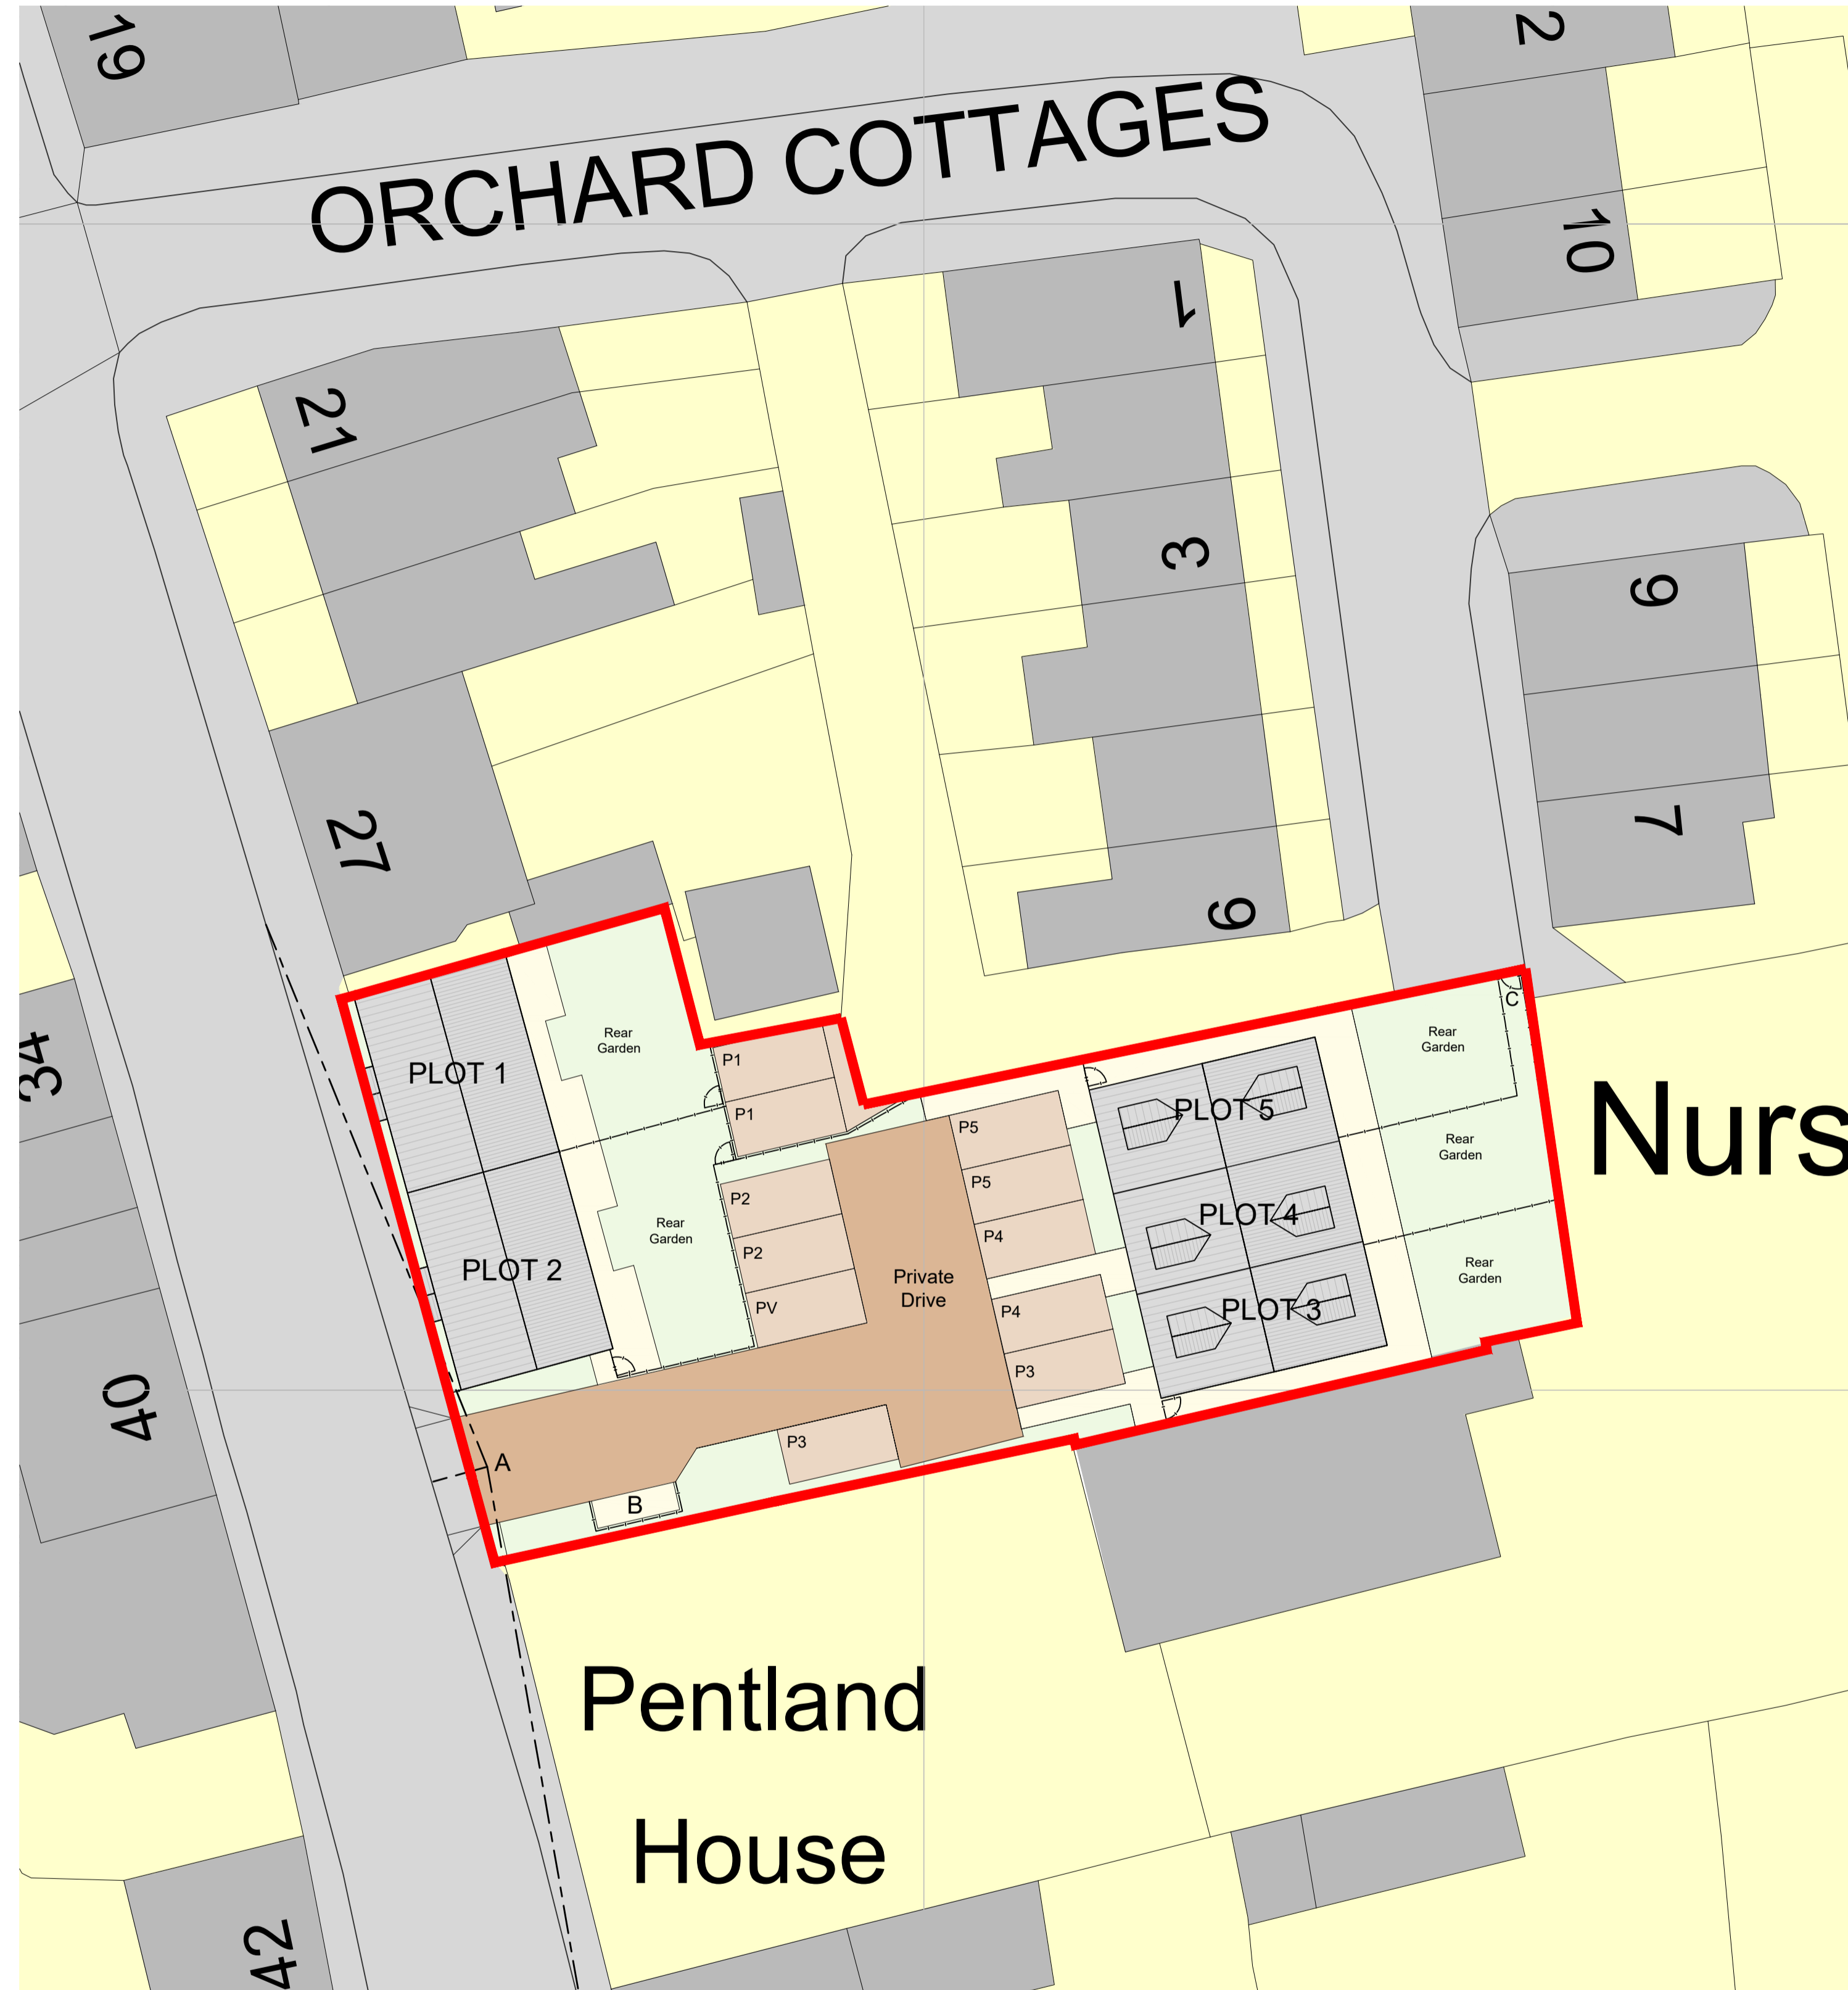 19
2
ORCHARD COTTAGES
10
1
21
3
9
27
7
9
34
C
Rear
Garden
Rear
Garden
P1
PLOT 1
P1
P5
PLOT 5
Nurs
Rear
Garden
P5
P2
PLOT 4
Rear
Garden
P4
P2
PLOT 2
Private
Drive
Rear
Garden
PV
P4
PLOT 3
P3
40
P3
A
B
Pentland
House
42